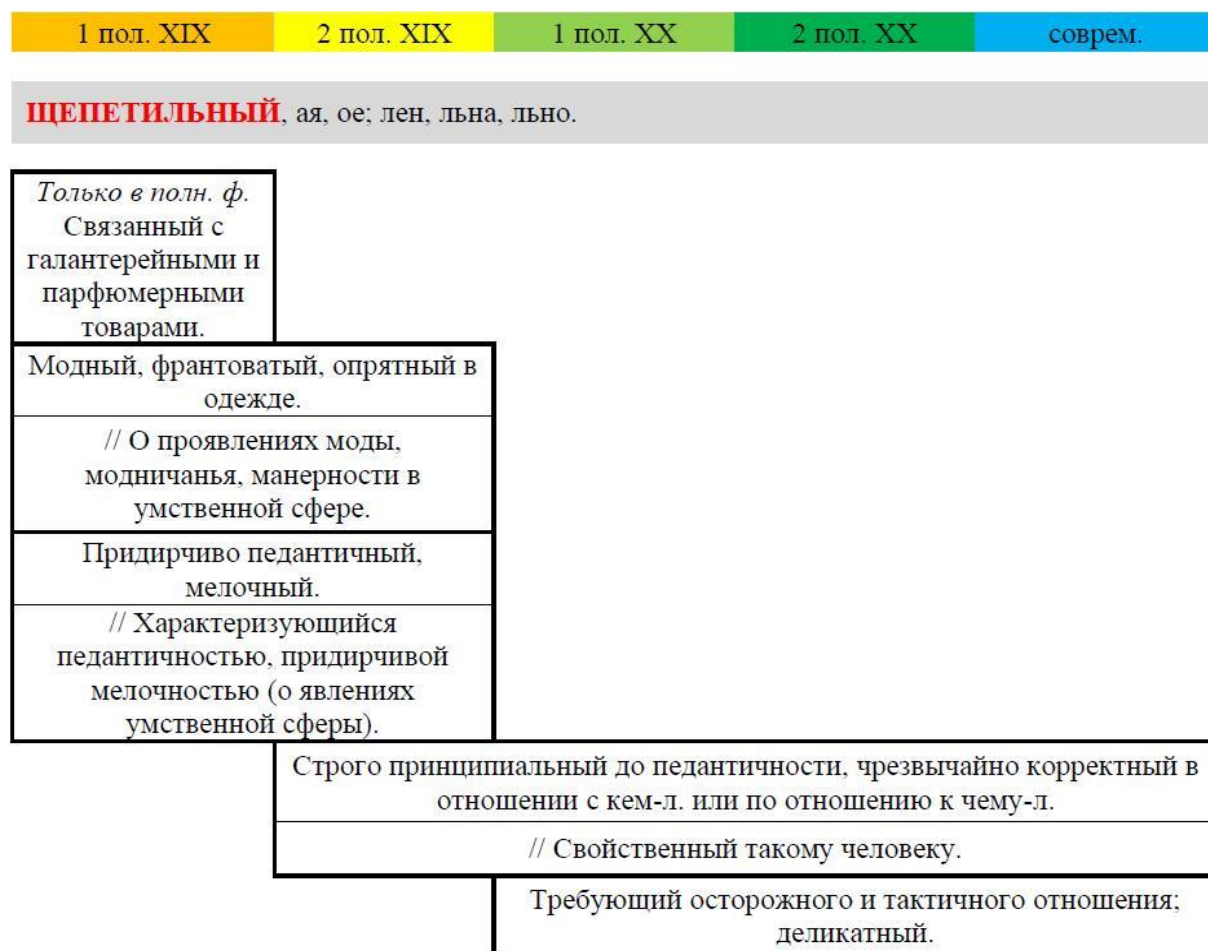 1 пол. XIX 2 пол. XIX 1 пол. XX 2 пол. XX соврем.
ЩЕПЕТИЛЬНЫЙ, ая, ое; лен, льна, льно.
Только в полн. ф.
Связанный с
галантерейными и
парфюмерными
товарами.
Модный, франтоватый, опрятный в
одежде.
// О проявлениях моды,
модничанья, манерности в
умственной сфере.
Придирчиво педантичный,
мелочный.
// Характеризующийся
педантичностью, придирчивой
мелочностью (о явлениях
умственной сферы).
Строго принципиальный до педантичности, чрезвычайно корректный в
отношении с кем-л. или по отношению к чему-л.
// Свойственный такому человеку.
Требующий осторожного и тактичного отношения;
деликатный.